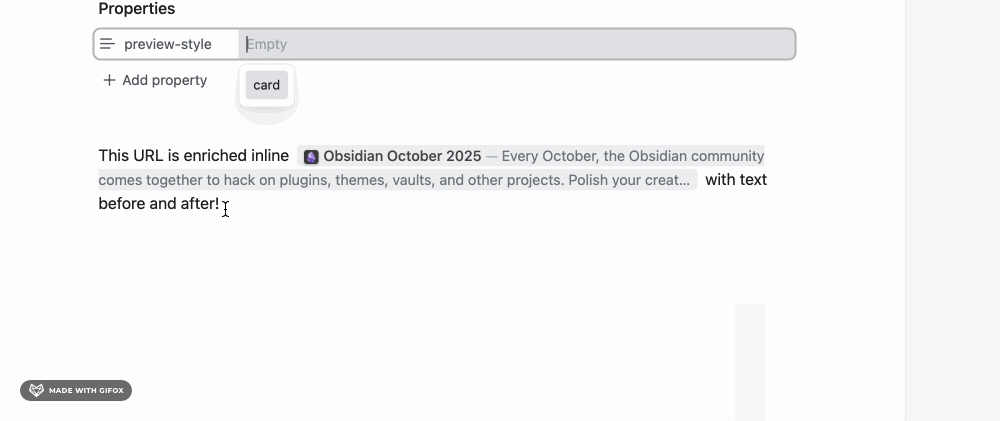 Properties
preview-style Empty
+ Add property
card
This URL is enriched inline Obsidian October 2025 — Every October, the Obsidian community
comes together to hack on plugins, themes, vaults, and other projects. Polish your creat... with text
before and after!
MADE WITH GIFOX